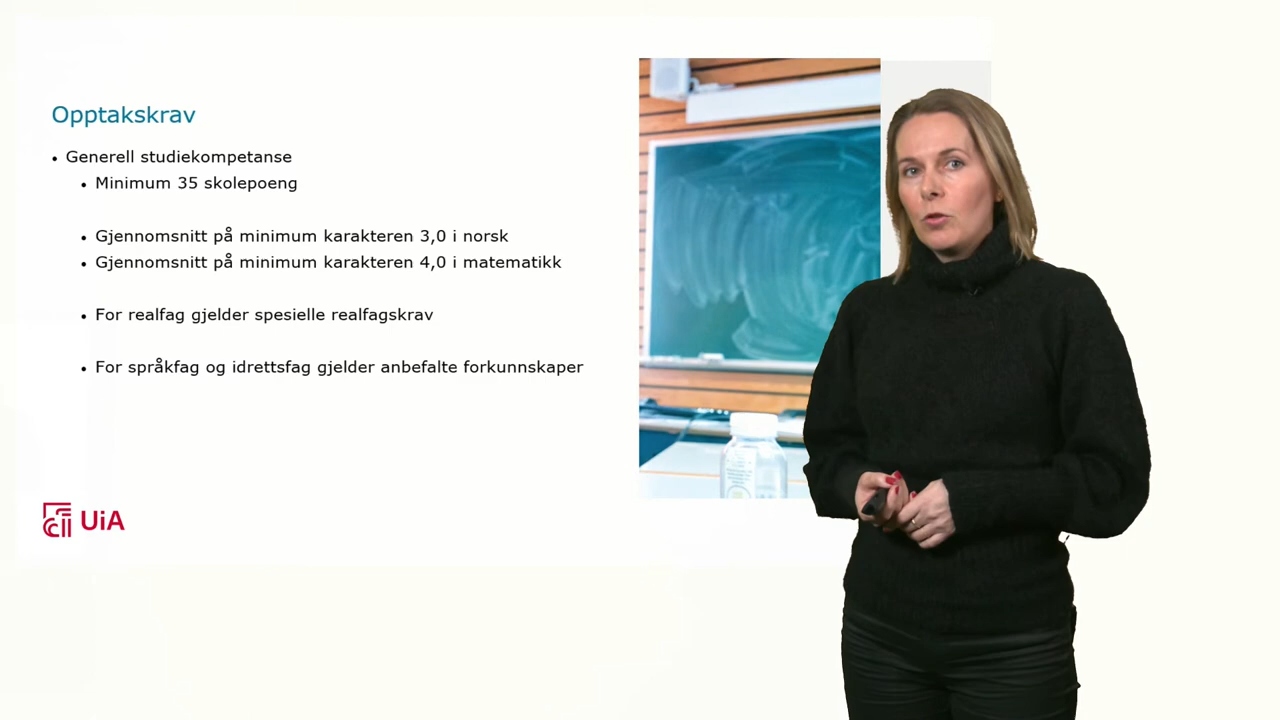 Opptakskrav
• Generell studiekompetanse
• Minimum 35 skolepoeng
• Gjennomsnitt på minimum karakteren 3,0 i norsk
• Gjennomsnitt på minimum karakteren 4,0 i matematikk
• For realfag gjelder spesielle realfagskrav
• For språkfag og idrettsfag gjelder anbefalte forkunnskaper
UiA